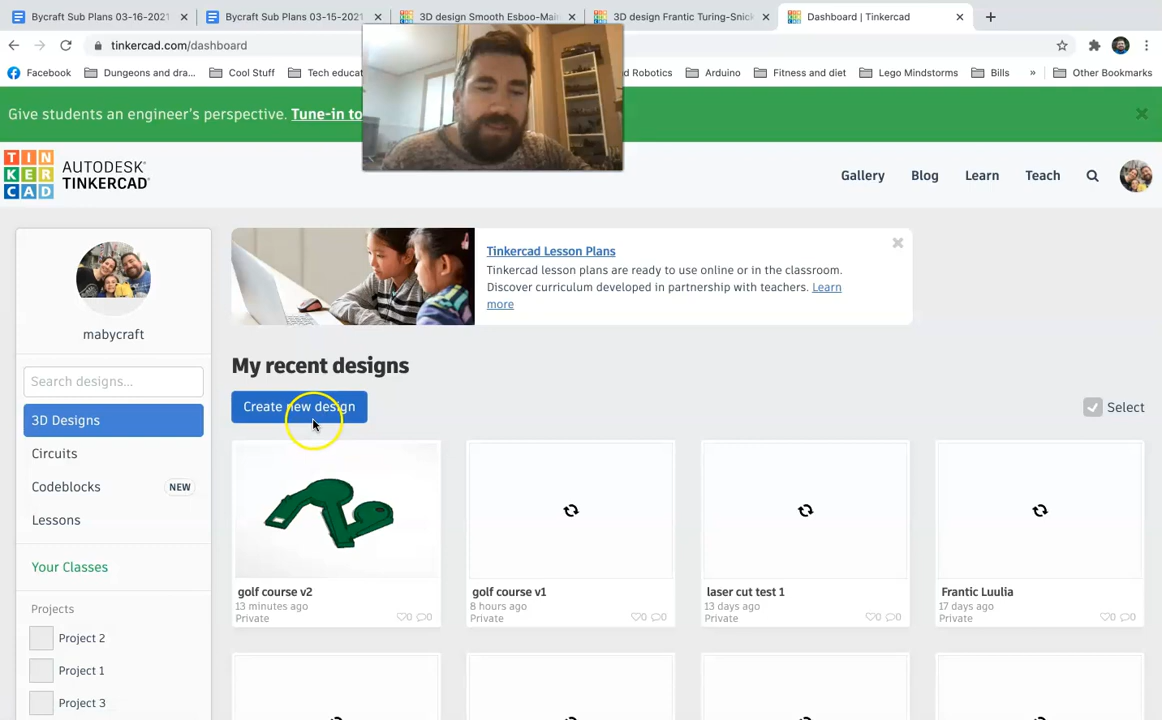 Bycraft Sub Plans 03-16-2021
Bycraft Sub Plans 03-15-2021
3D design Smooth Esboo-Mai
3D design Frantic Turing-Snick
Dashboard | Tinkercad
tinkercad.com/dashboard
Facebook
Dungeons and dra...
Cool Stuff
Tech educat
d Robotics
Arduino
Fitness and diet
Lego Mindstorms
Bills
»
Other Bookmarks
Give students an engineer's perspective. Tune-in to
TINKERCAD
AUTODESK®
TINKERCAD®
Gallery
Blog
Learn
Teach
mabycraft
Search designs...
3D Designs
Circuits
Codeblocks
NEW
Lessons
Your Classes
Projects
Project 2
Project 1
Project 3
Tinkercad Lesson Plans
Tinkercad lesson plans are ready to use online or in the classroom.
Discover curriculum developed in partnership with teachers. Learn
more
My recent designs
Create new design
Select
golf course v2
13 minutes ago
Private
0
0
golf course v1
8 hours ago
Private
0
0
laser cut test 1
13 days ago
Private
0
0
Frantic Luulia
17 days ago
Private
0
0